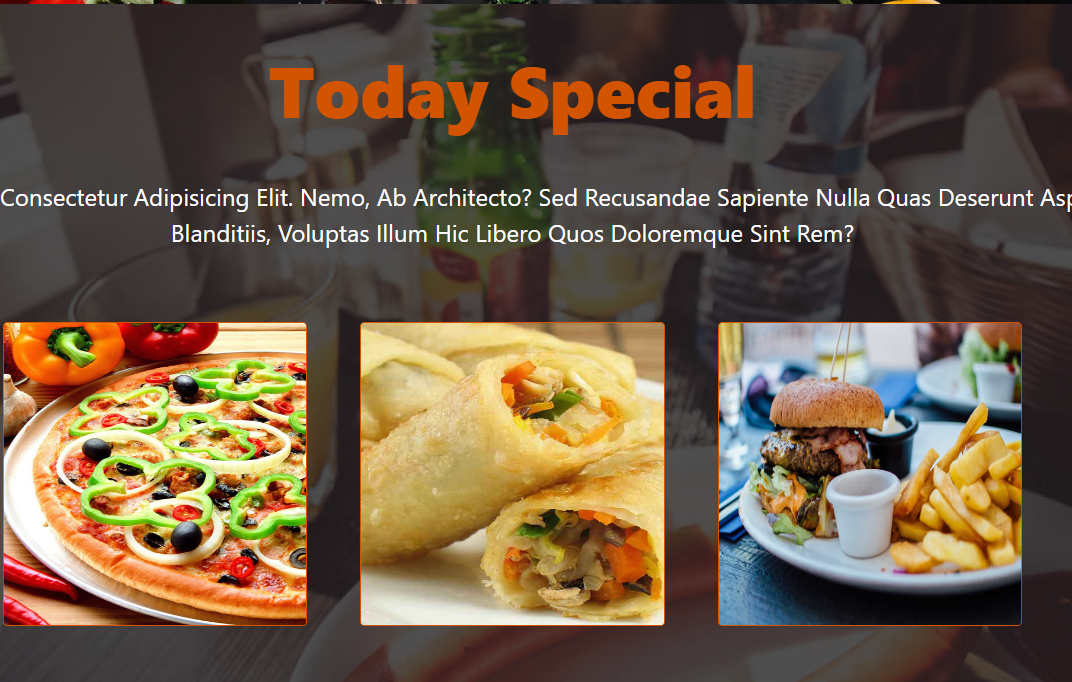 Today Special
Consectetur Adipisicing Elit. Nemo, Ab Architecto? Sed Recusandae Sapiente Nulla Quas Deserunt
Blanditiis, Voluptas Illum Hic Libero Quos Doloremque Sint Rem?